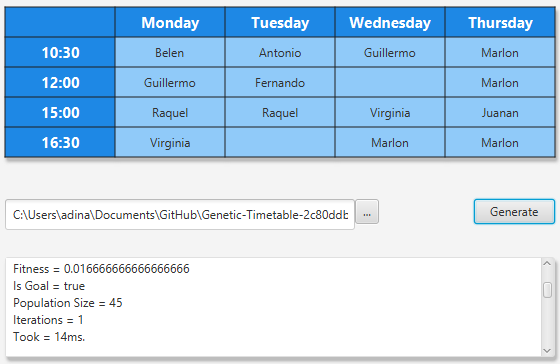 Monday Tuesday Wednesday Thursday
10:30 Belen Antonio Guillermo Marlon
12:00 Guillermo Fernando Marlon
15:00 Raquel Raquel Virginia Juanan
16:30 Virginia Marlon Marlon
C:\Users\adina\Documents\GitHub\Genetic-Timetable-2c80ddb ... Generate
Fitness = 0.016666666666666666
Is Goal = true
Population Size = 45
Iterations = 1
Took = 14ms.